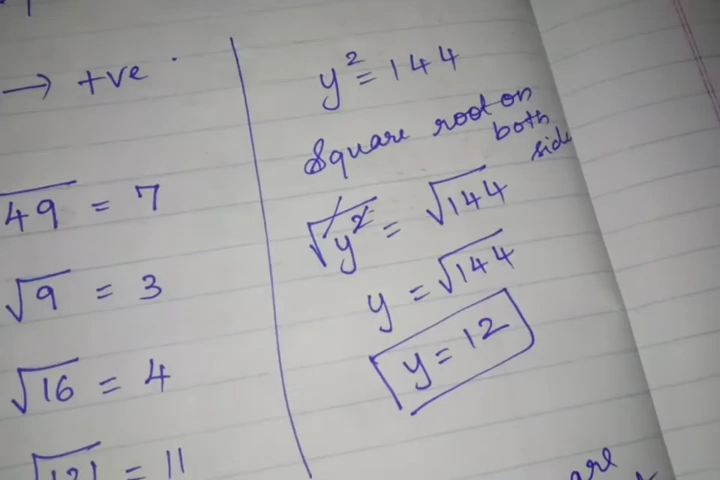 → +ve
√49 = 7
√9 = 3
√16 = 4
√121 = 11
y² = 144
Square root on
both
side
√y² = √144
y = √144
y = 12
are